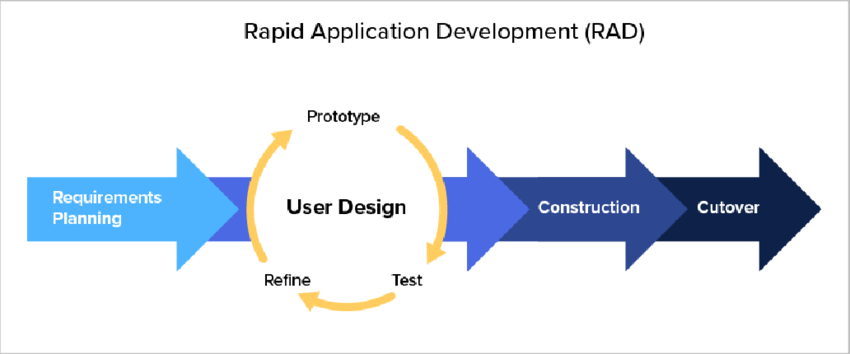 Rapid Application Development (RAD)
Prototype
Requirements
Planning
User Design
Construction
Cutover
Refine
Test